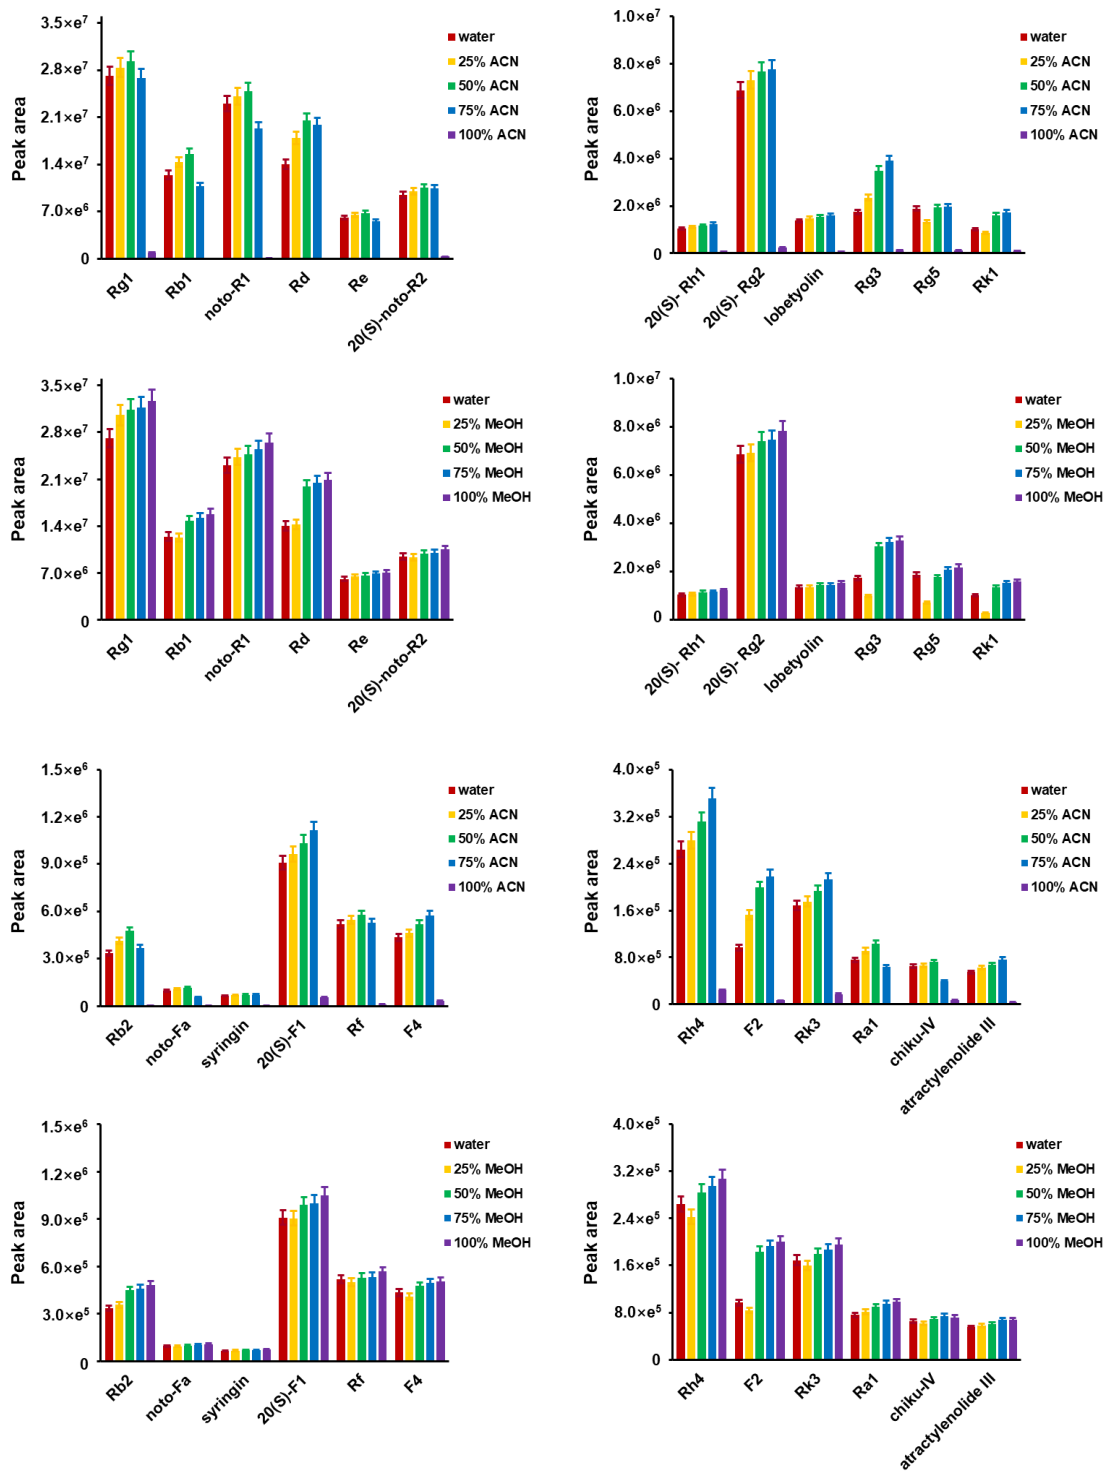 Peak area
3.5×e⁷
2.8×e⁷
2.1×e⁷
1.4×e⁷
7.0×e⁶
0
water
25% ACN
50% ACN
75% ACN
100% ACN
Rg1
Rb1
noto-R1
Rd
Re
20(S)-noto-R2
Peak area
1.0×e⁷
8.0×e⁶
6.0×e⁶
4.0×e⁶
2.0×e⁶
0
water
25% ACN
50% ACN
75% ACN
100% ACN
20(S)- Rh1
20(S)- Rg2
lobetyolin
Rg3
Rg5
Rk1
Peak area
3.5×e⁷
2.8×e⁷
2.1×e⁷
1.4×e⁷
7.0×e⁶
0
water
25% MeOH
50% MeOH
75% MeOH
100% MeOH
Rg1
Rb1
noto-R1
Rd
Re
20(S)-noto-R2
Peak area
1.0×e⁷
8.0×e⁶
6.0×e⁶
4.0×e⁶
2.0×e⁶
0
water
25% MeOH
50% MeOH
75% MeOH
100% MeOH
20(S)- Rh1
20(S)- Rg2
lobetyolin
Rg3
Rg5
Rk1
Peak area
1.5×e⁶
1.2×e⁶
9.0×e⁵
6.0×e⁵
3.0×e⁵
0
water
25% ACN
50% ACN
75% ACN
100% ACN
Rb2
noto-Fa
syringin
20(S)-F1
Rf
F4
Peak area
4.0×e⁵
3.2×e⁵
2.4×e⁵
1.6×e⁵
8.0×e⁵
0
water
25% ACN
50% ACN
75% ACN
100% ACN
Rh4
F2
Rk3
Ra1
chiku-IV
atractylenolide III
Peak area
1.5×e⁶
1.2×e⁶
9.0×e⁵
6.0×e⁵
3.0×e⁵
0
water
25% MeOH
50% MeOH
75% MeOH
100% MeOH
Rb2
noto-Fa
syringin
20(S)-F1
Rf
F4
Peak area
4.0×e⁵
3.2×e⁵
2.4×e⁵
1.6×e⁵
8.0×e⁵
0
water
25% MeOH
50% MeOH
75% MeOH
100% MeOH
Rh4
F2
Rk3
Ra1
chiku-IV
atractylenolide III